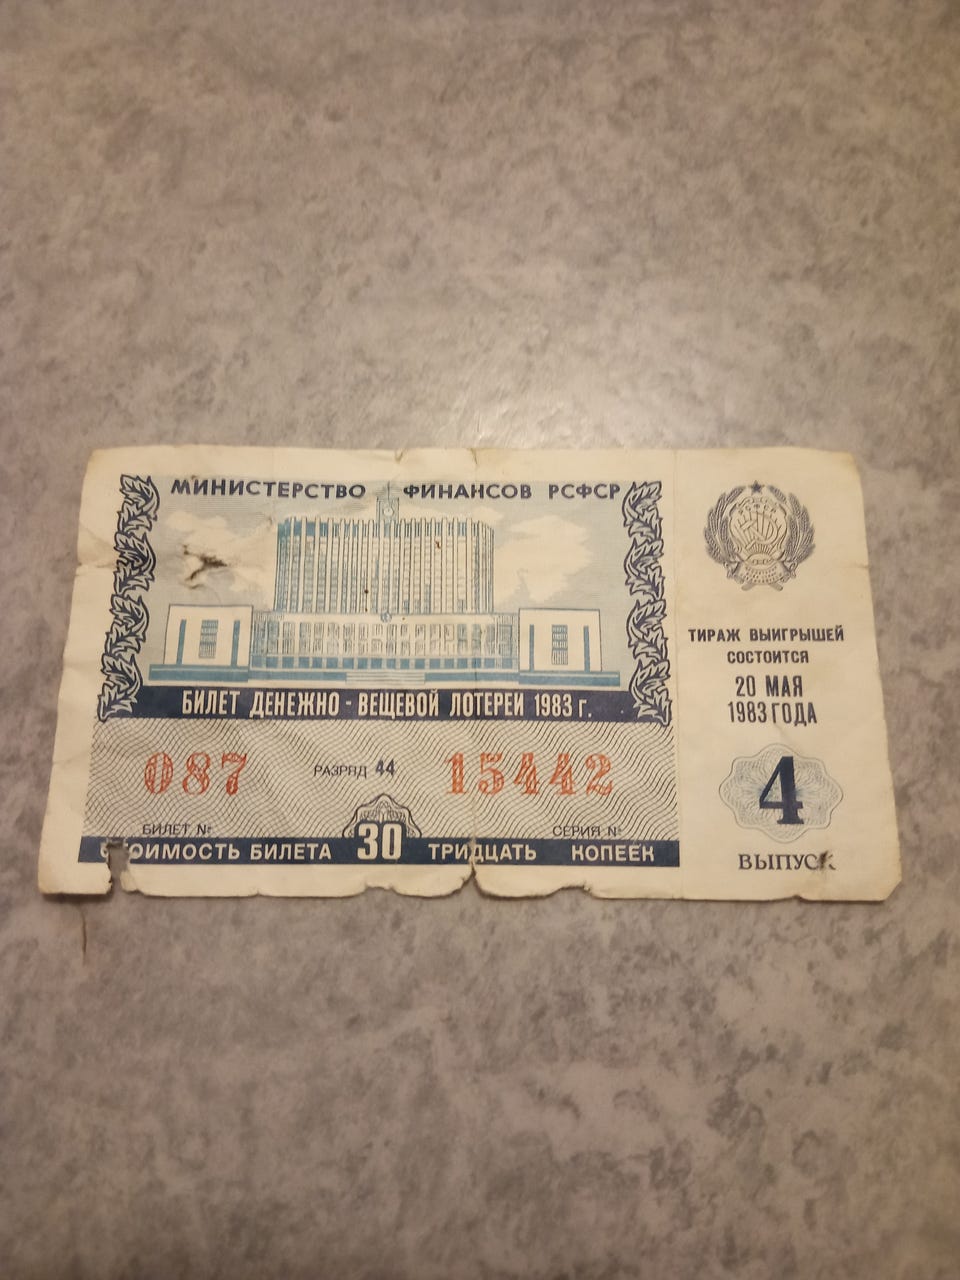 МИНИСТЕРСТВО ФИНАНСОВ РСФСР
БИЛЕТ ДЕНЕЖНО - ВЕЩЕВОЙ ЛОТЕРЕИ 1983 г.
087 РАЗРЯД 44 15442
БИЛЕТ № СЕРИЯ №
СТОИМОСТЬ БИЛЕТА 30 ТРИДЦАТЬ КОПЕЕК
РСФСР
ТИРАЖ ВЫИГРЫШЕЙ
СОСТОИТСЯ
20 МАЯ
1983 ГОДА
4
ВЫПУСК